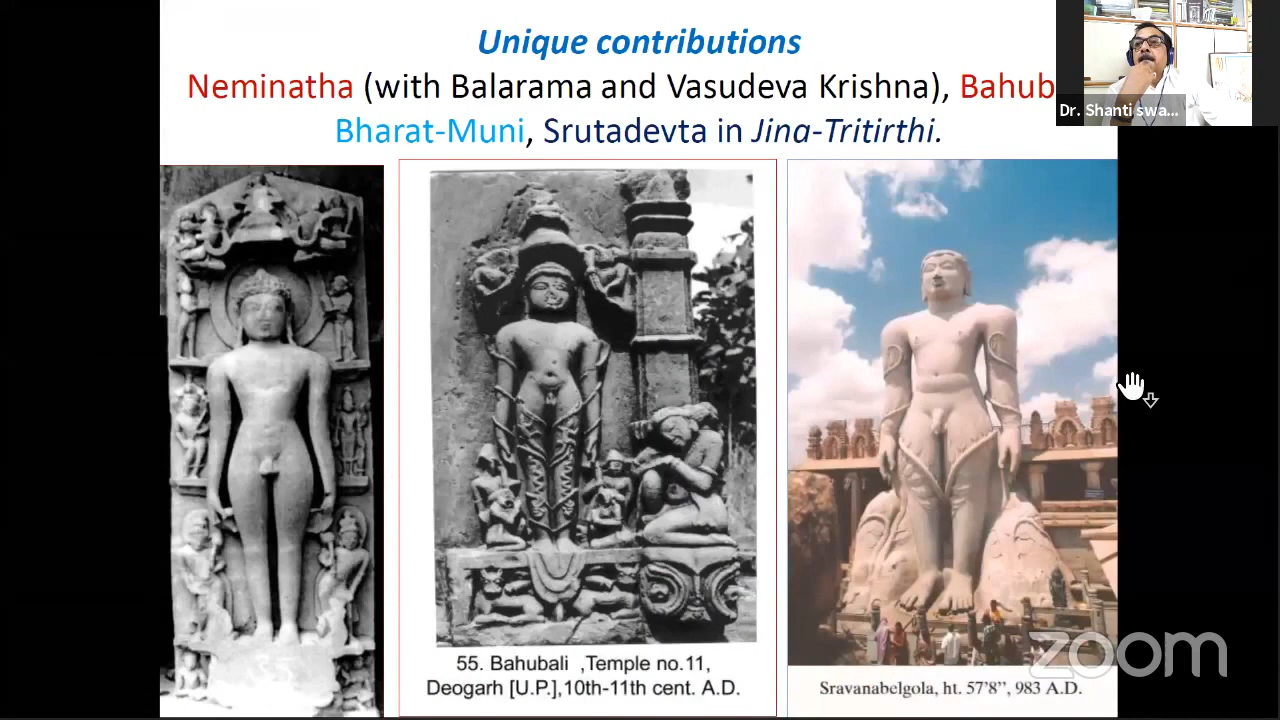 Unique contributions
Neminatha (with Balarama and Vasudeva Krishna), Bahub
Bharat-Muni, Srutadevta in Jina-Tritirthi.
Dr. Shanti swa...
55. Bahubali ,Temple no.11,
Deogarh [U.P.],10th-11th cent. A.D.
Sravanabelgola, ht. 57'8”, 983 A.D.
zoom